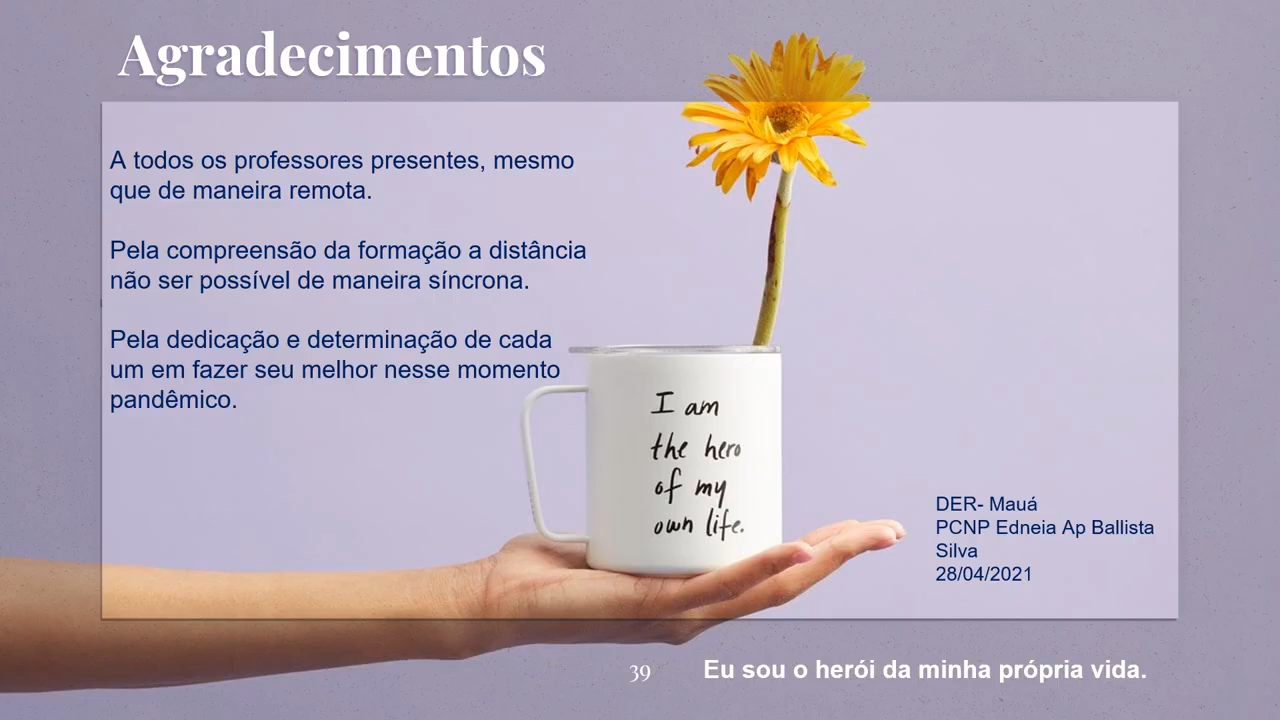 Agradecimentos
A todos os professores presentes, mesmo
que de maneira remota.
Pela compreensão da formação a distância
não ser possível de maneira síncrona.
Pela dedicação e determinação de cada
um em fazer seu melhor nesse momento
pandêmico.
I am
the hero
of my
own life.
DER- Mauá
PCNP Edneia Ap Ballista
Silva
28/04/2021
39
Eu sou o herói da minha própria vida.